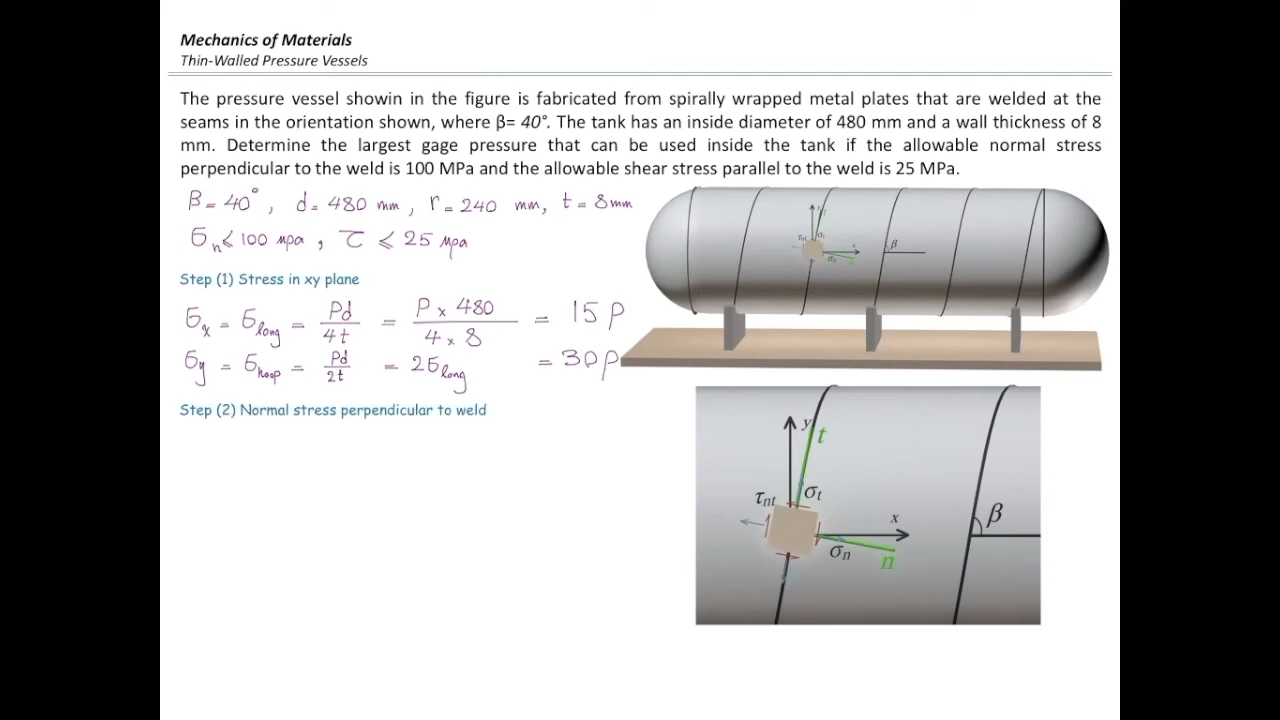 Mechanics of Materials
Thin-Walled Pressure Vessels
The pressure vessel showin in the figure is fabricated from spirally wrapped metal plates that are welded at the
seams in the orientation shown, where β= 40°. The tank has an inside diameter of 480 mm and a wall thickness of 8
mm. Determine the largest gage pressure that can be used inside the tank if the allowable normal stress
perpendicular to the weld is 100 MPa and the allowable shear stress parallel to the weld is 25 MPa.
β = 40°, d = 480 mm, r = 240 mm, t = 8 mm
σn ≤ 100 mpa, τ ≤ 25 Mpa
Step (1) Stress in xy plane
σx = σlong = Pd/4t = P x 480/4 x 8 = 15 P
σy = σhoop = Pd/2t = 2σlong = 30P
Step (2) Normal stress perpendicular to weld
y
t
τnt
σt
x
σn
n
β
y
t
τnt
σt
x
σn
n
β